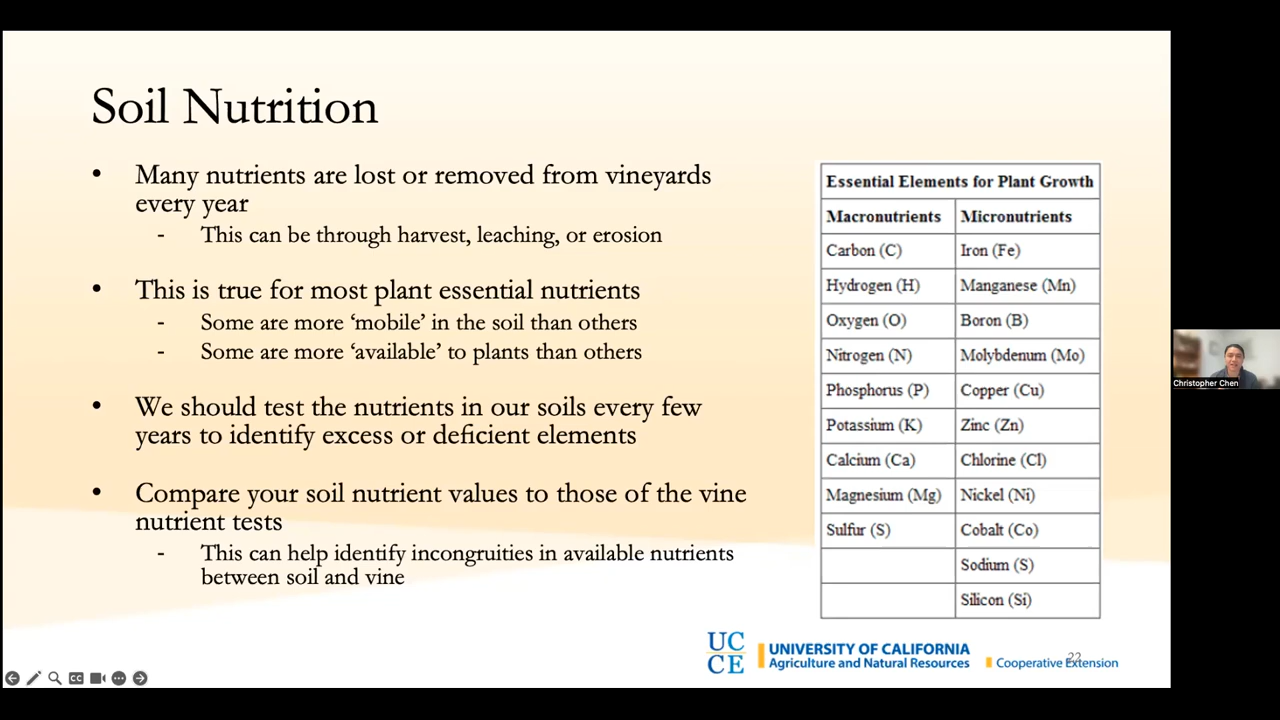 Soil Nutrition
• Many nutrients are lost or removed from vineyards
every year
- This can be through harvest, leaching, or erosion
• This is true for most plant essential nutrients
- Some are more ‘mobile’ in the soil than others
- Some are more ‘available’ to plants than others
• We should test the nutrients in our soils every few
years to identify excess or deficient elements
• Compare your soil nutrient values to those of the vine
nutrient tests
- This can help identify incongruities in available nutrients
between soil and vine
Essential Elements for Plant Growth
Macronutrients Micronutrients
Carbon (C) Iron (Fe)
Hydrogen (H) Manganese (Mn)
Oxygen (O) Boron (B)
Nitrogen (N) Molybdenum (Mo)
Phosphorus (P) Copper (Cu)
Potassium (K) Zinc (Zn)
Calcium (Ca) Chlorine (Cl)
Magnesium (Mg) Nickel (Ni)
Sulfur (S) Cobalt (Co)
Sodium (S)
Silicon (Si)
UC
CE
UNIVERSITY OF CALIFORNIA
Agriculture and Natural Resources
Cooperative Extension
22
CC
Christopher Chen